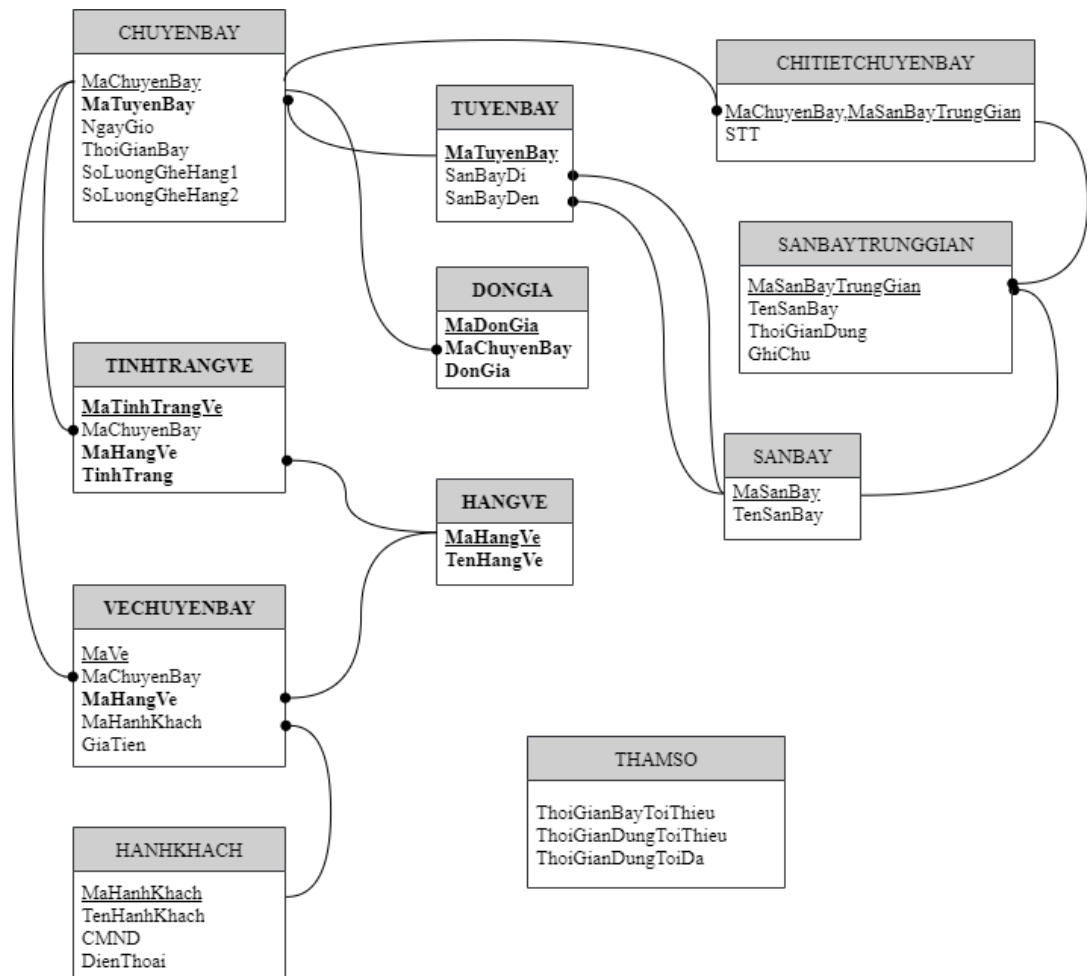 CHUYENBAY
MaChuyenBay
MaTuyenBay
NgayGio
ThoiGianBay
SoLuongGheHang1
SoLuongGheHang2
TUYENBAY
MaTuyenBay
SanBayDi
SanBayDen
CHITIETCHUYENBAY
MaChuyenBay,MaSanBayTrungGian
STT
SANBAYTRUNGGIAN
MaSanBayTrungGian
TenSanBay
ThoiGianDung
GhiChu
DONGIA
MaDonGia
MaChuyenBay
DonGia
TINHTRANGVE
MaTinhTrangVe
MaChuyenBay
MaHangVe
TinhTrang
SANBAY
MaSanBay
TenSanBay
HANGVE
MaHangVe
TenHangVe
VECHUYENBAY
MaVe
MaChuyenBay
MaHangVe
MaHanhKhach
GiaTien
THAMSO
ThoiGianBayToiThieu
ThoiGianDungToiThieu
ThoiGianDungToiDa
HANHKHACH
MaHanhKhach
TenHanhKhach
CMND
DienThoai